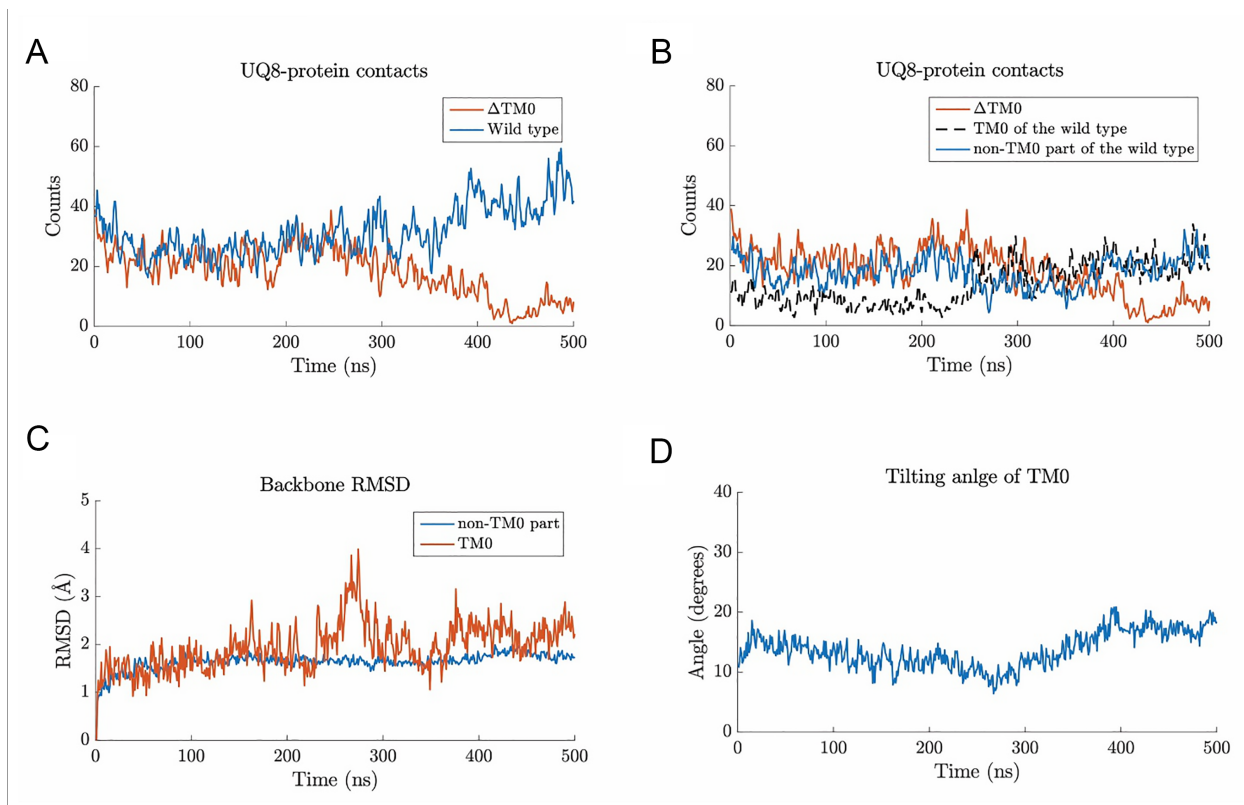 A
UQ8-protein contacts
80
60
40
20
0
Counts
ΔTM0
Wild type
0 100 200 300 400 500
Time (ns)
B
UQ8-protein contacts
80
60
40
20
0
Counts
ΔTM0
TM0 of the wild type
non-TM0 part of the wild type
0 100 200 300 400 500
Time (ns)
C
Backbone RMSD
5
4
3
2
1
0
RMSD (Å)
non-TM0 part
TM0
0 100 200 300 400 500
Time (ns)
D
Tilting anlge of TM0
40
30
20
10
0
Angle (degrees)
0 100 200 300 400 500
Time (ns)